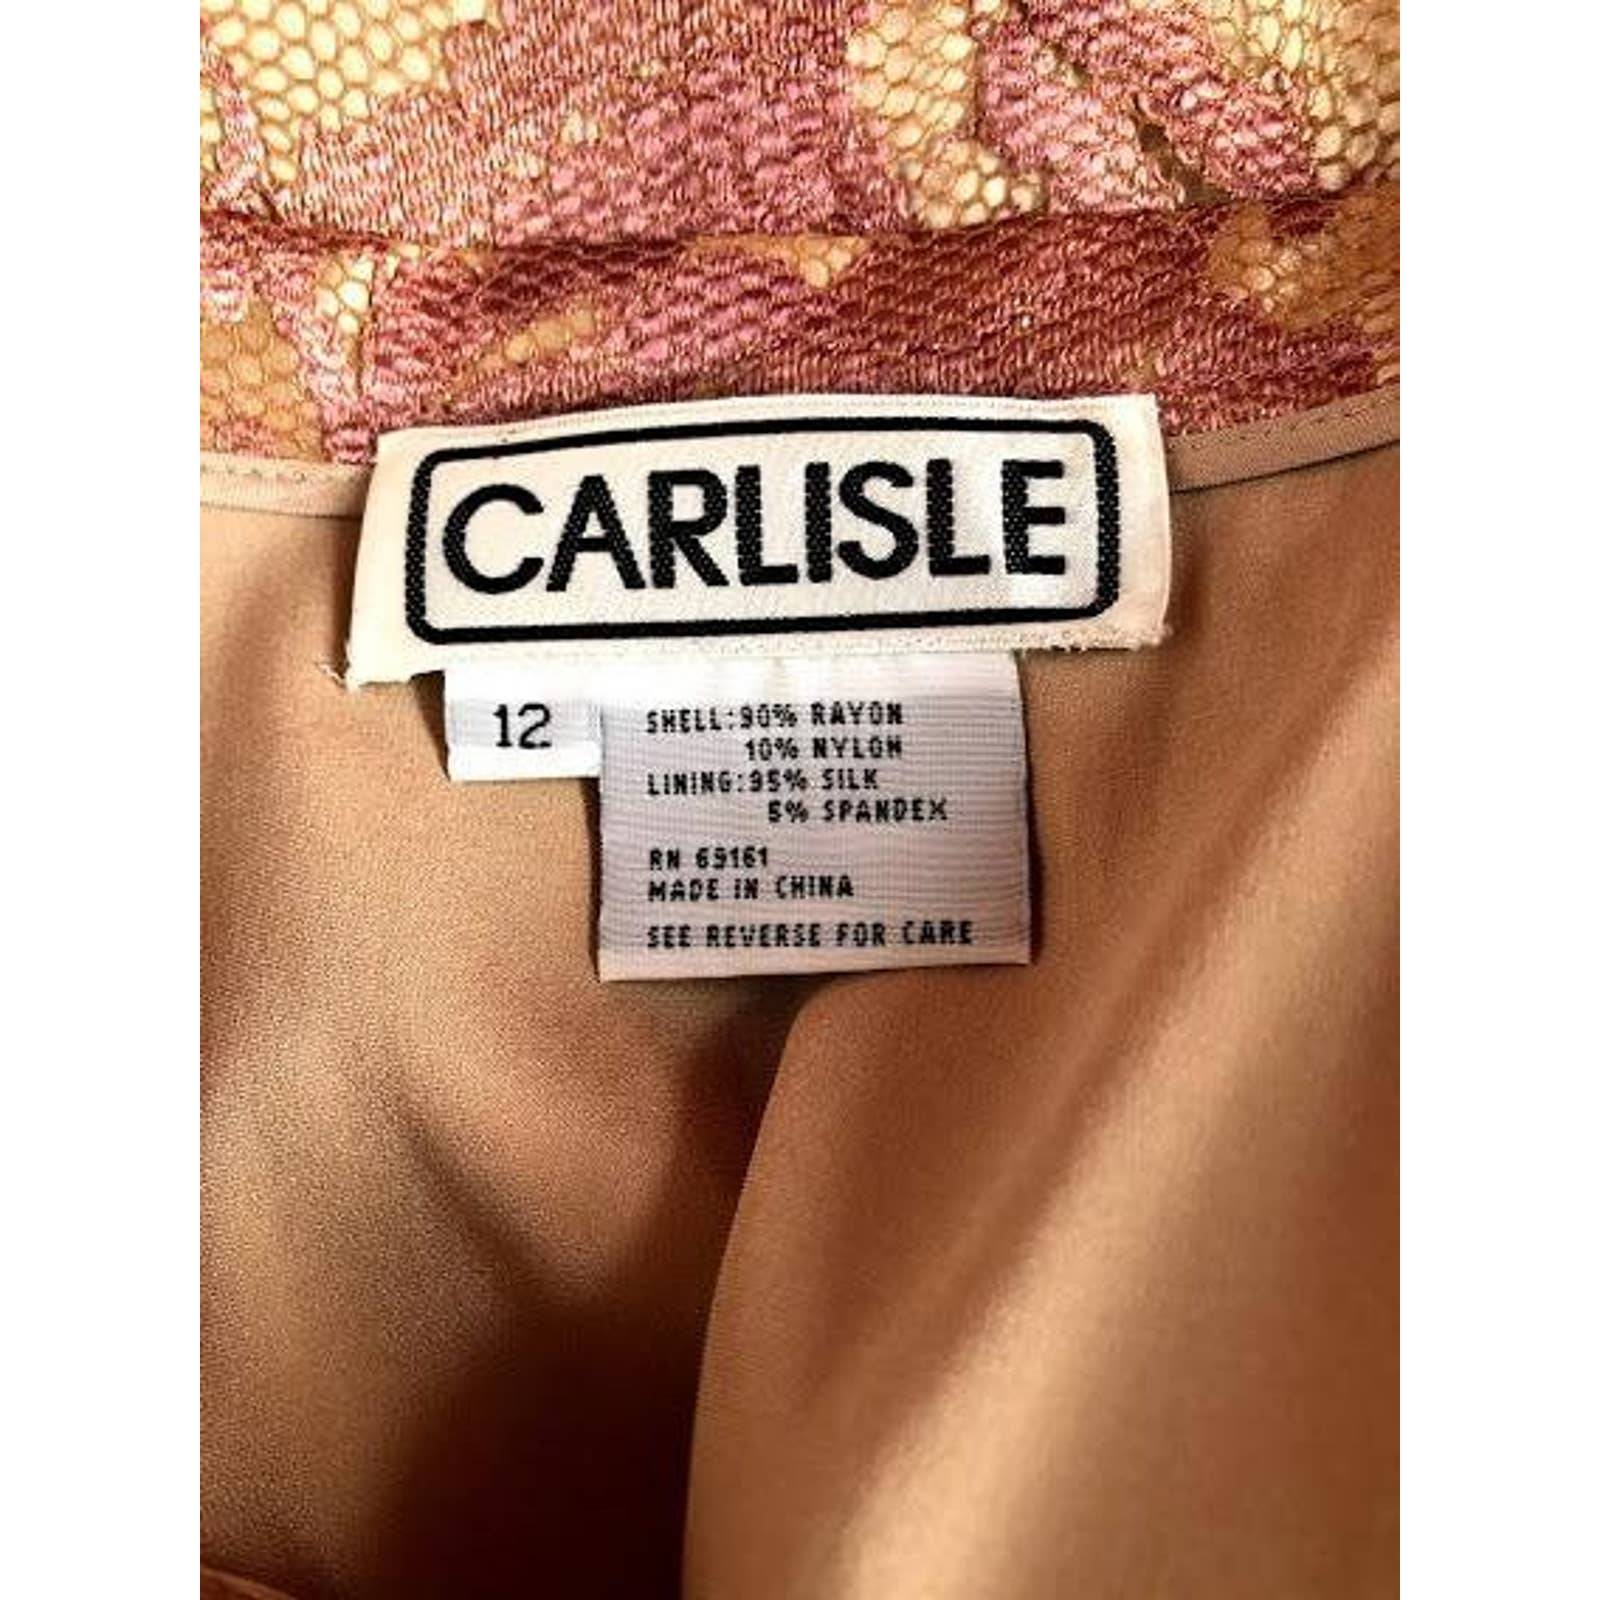 CARLISLE
12
SHELL:90% RAYON
10% NYLON
LINING:95% SILK
5% SPANDEX
RN 69161
MADE IN CHINA
SEE REVERSE FOR CARE